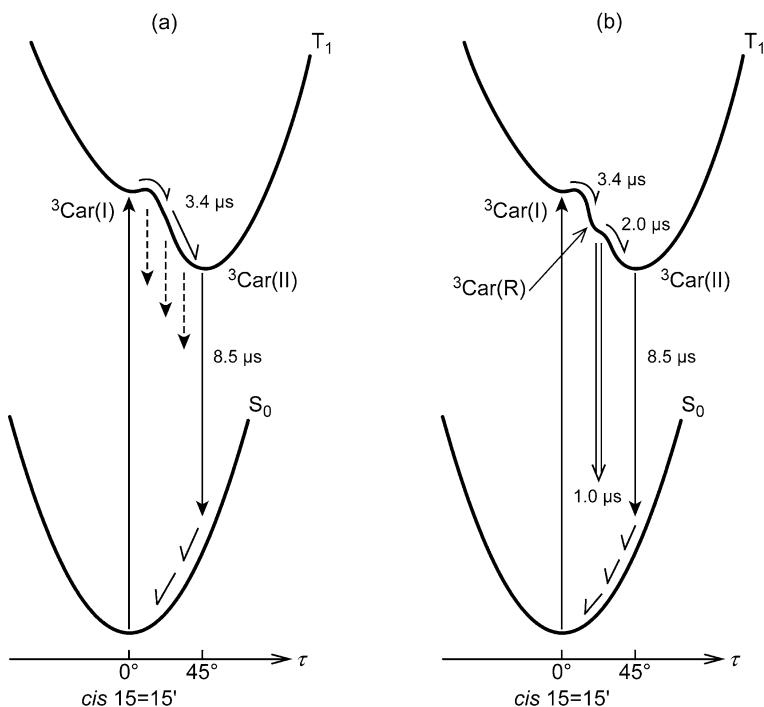 (a)
T₁
3.4 µs
³Car(I)
³Car(II)
8.5 µs
S₀
0° 45° τ
cis 15=15'
(b)
T₁
3.4 µs
³Car(I)
2.0 µs
³Car(R)
³Car(II)
8.5 µs
S₀
1.0 µs
0° 45° τ
cis 15=15'